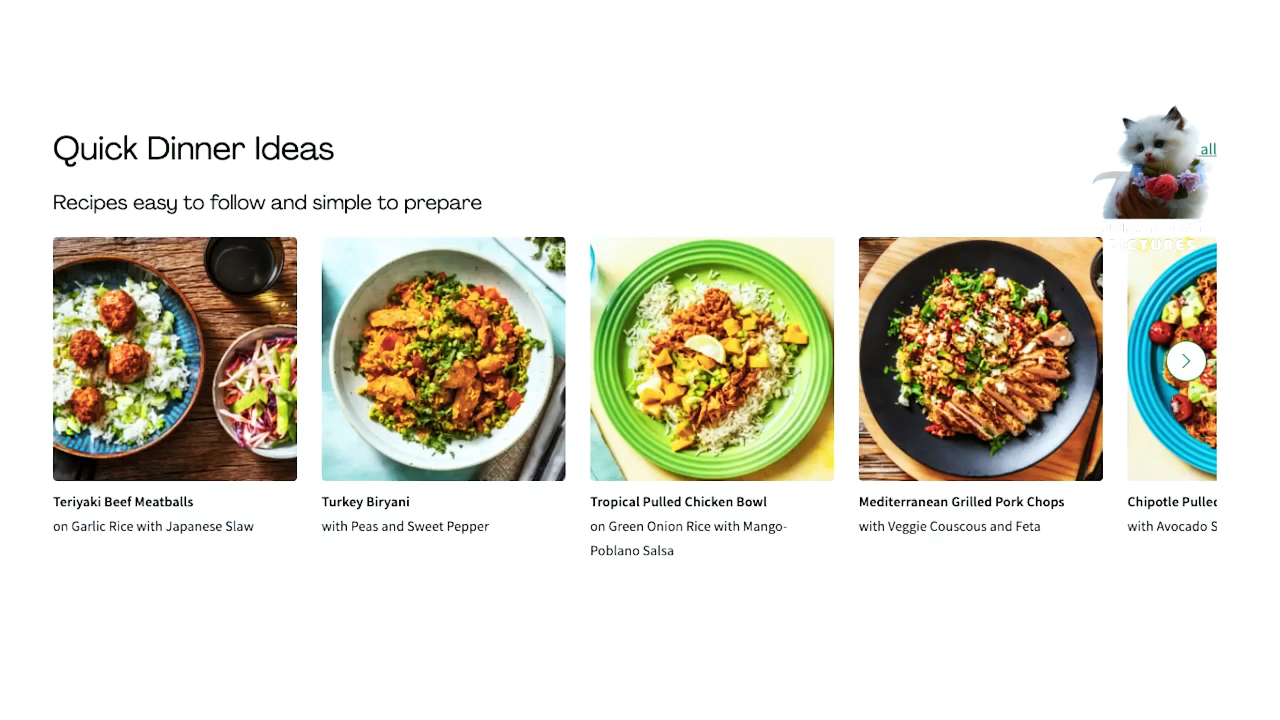 Quick Dinner Ideas
all
Recipes easy to follow and simple to prepare
PICTURES
Teriyaki Beef Meatballs
on Garlic Rice with Japanese Slaw
Turkey Biryani
with Peas and Sweet Pepper
Tropical Pulled Chicken Bowl
on Green Onion Rice with Mango-
Poblano Salsa
Mediterranean Grilled Pork Chops
with Veggie Couscous and Feta
Chipotle Pulled
with Avocado S